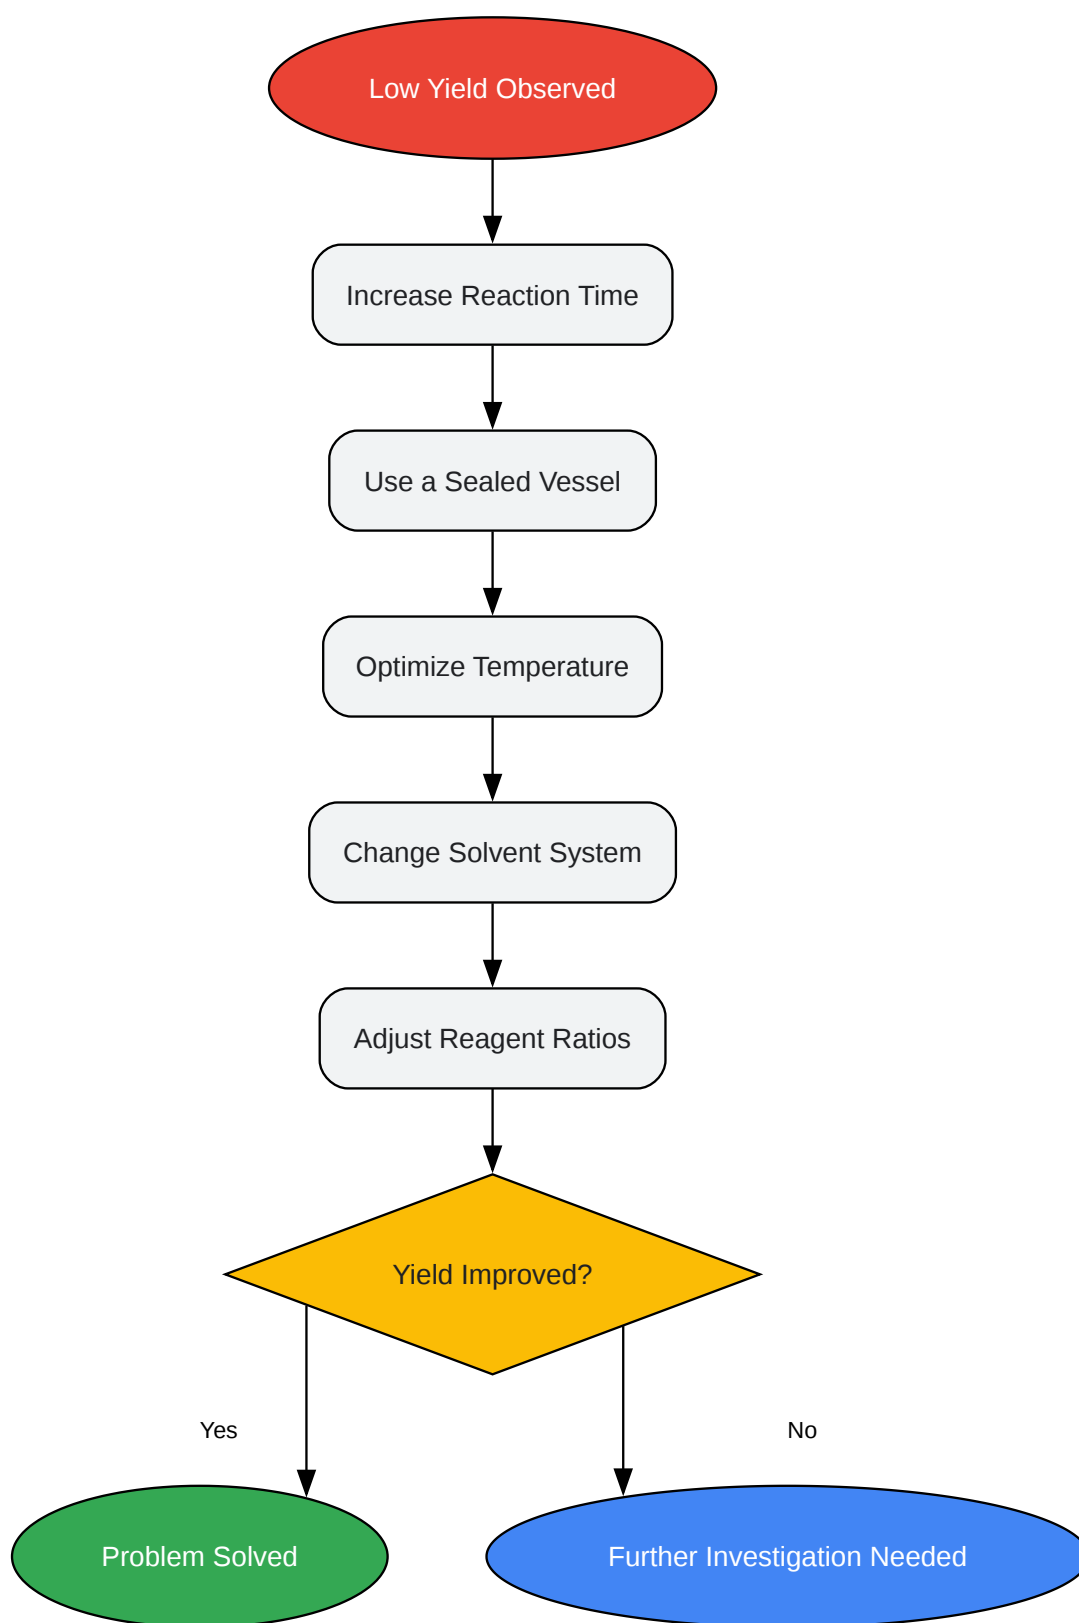 Low Yield Observed
Increase Reaction Time
Use a Sealed Vessel
Optimize Temperature
Change Solvent System
Adjust Reagent Ratios
Yield Improved?
Yes
No
Problem Solved
Further Investigation Needed